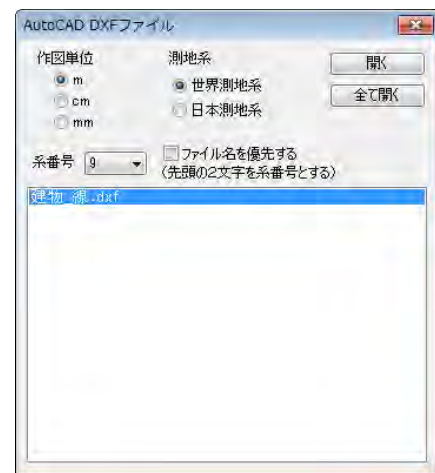 AutoCAD DXFファイル
作図単位
m
cm
mm
測地系
世界測地系
日本測地系
開く
全て開く
系番号 9
ファイル名を優先する
(先頭の2文字を系番号とする)
建物_線.dxf